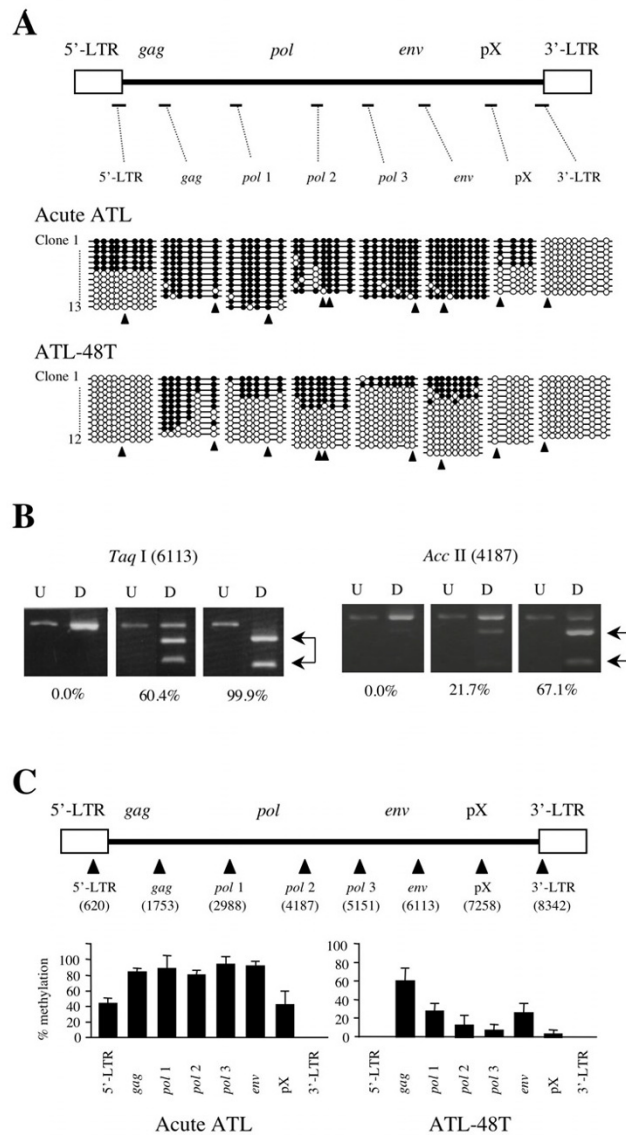 A
5'-LTR gag pol env pX 3'-LTR
5'-LTR gag pol 1 pol 2 pol 3 env pX 3'-LTR
Acute ATL
Clone 1
13
ATL-48T
Clone 1
12
B
Taq I (6113)
Acc II (4187)
U D U D U D U D U D U D
0.0% 60.4% 99.9% 0.0% 21.7% 67.1%
C
5'-LTR gag pol env pX 3'-LTR
5'-LTR gag pol 1 pol 2 pol 3 env pX 3'-LTR
(620) (1753) (2988) (4187) (5151) (6113) (7258) (8342)
% methylation
100
80
60
40
20
0
5'-LTR gag pol 1 pol 2 pol 3 env pX 3'-LTR
Acute ATL
100
80
60
40
20
0
5'-LTR gag pol 1 pol 2 pol 3 env pX 3'-LTR
ATL-48T